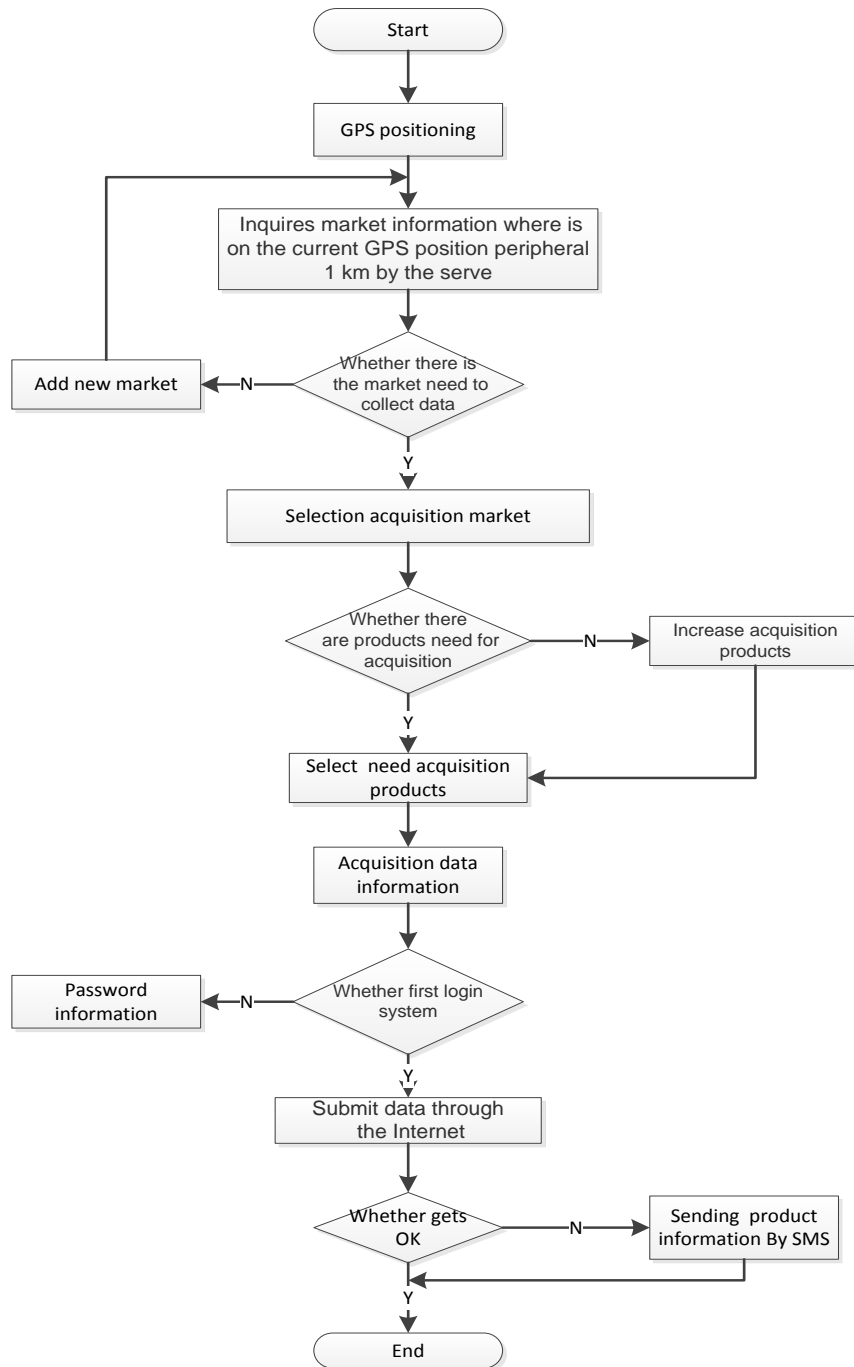 Start
GPS positioning
Inquires market information where is
on the current GPS position peripheral
1 km by the serve
Whether there is
the market need to
collect data
N
Add new market
Y
Selection acquisition market
Whether there
are products need for
acquisition
N
Increase acquisition
products
Y
Select need acquisition
products
Acquisition data
information
Whether first login
system
N
Password
information
Y
Submit data through
the Internet
Whether gets
OK
N
Sending product
information By SMS
Y
End